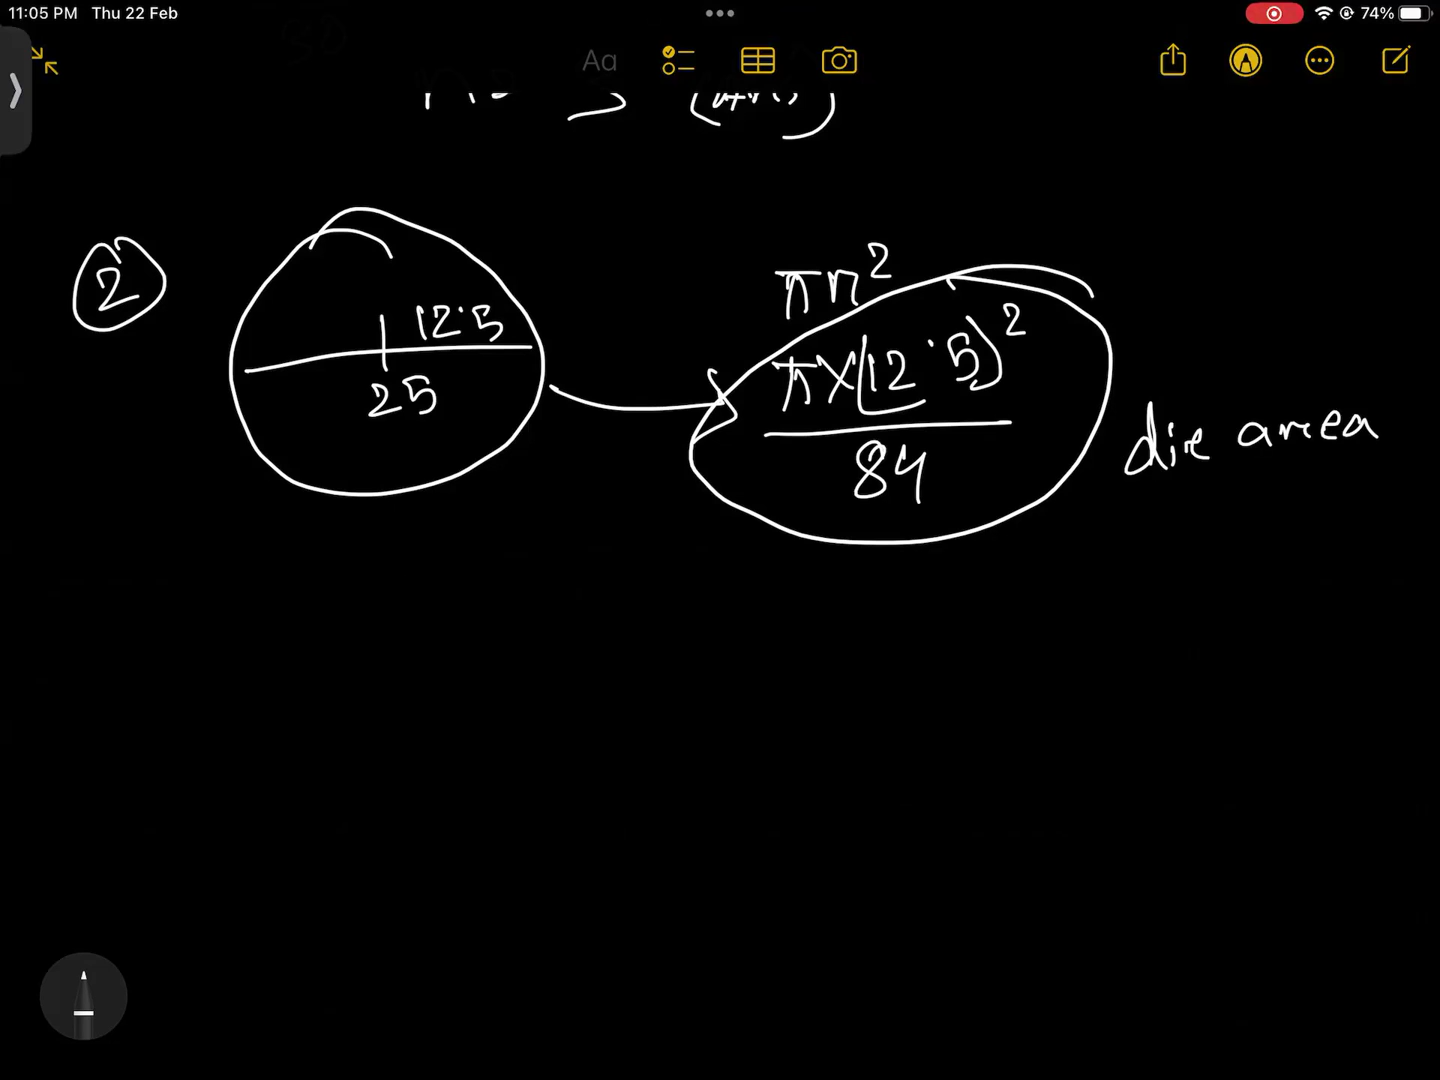 11:05 PM Thu 22 Feb
74%
Aa
2
12.5
25
πr²
π×(12.5)²
84
die area